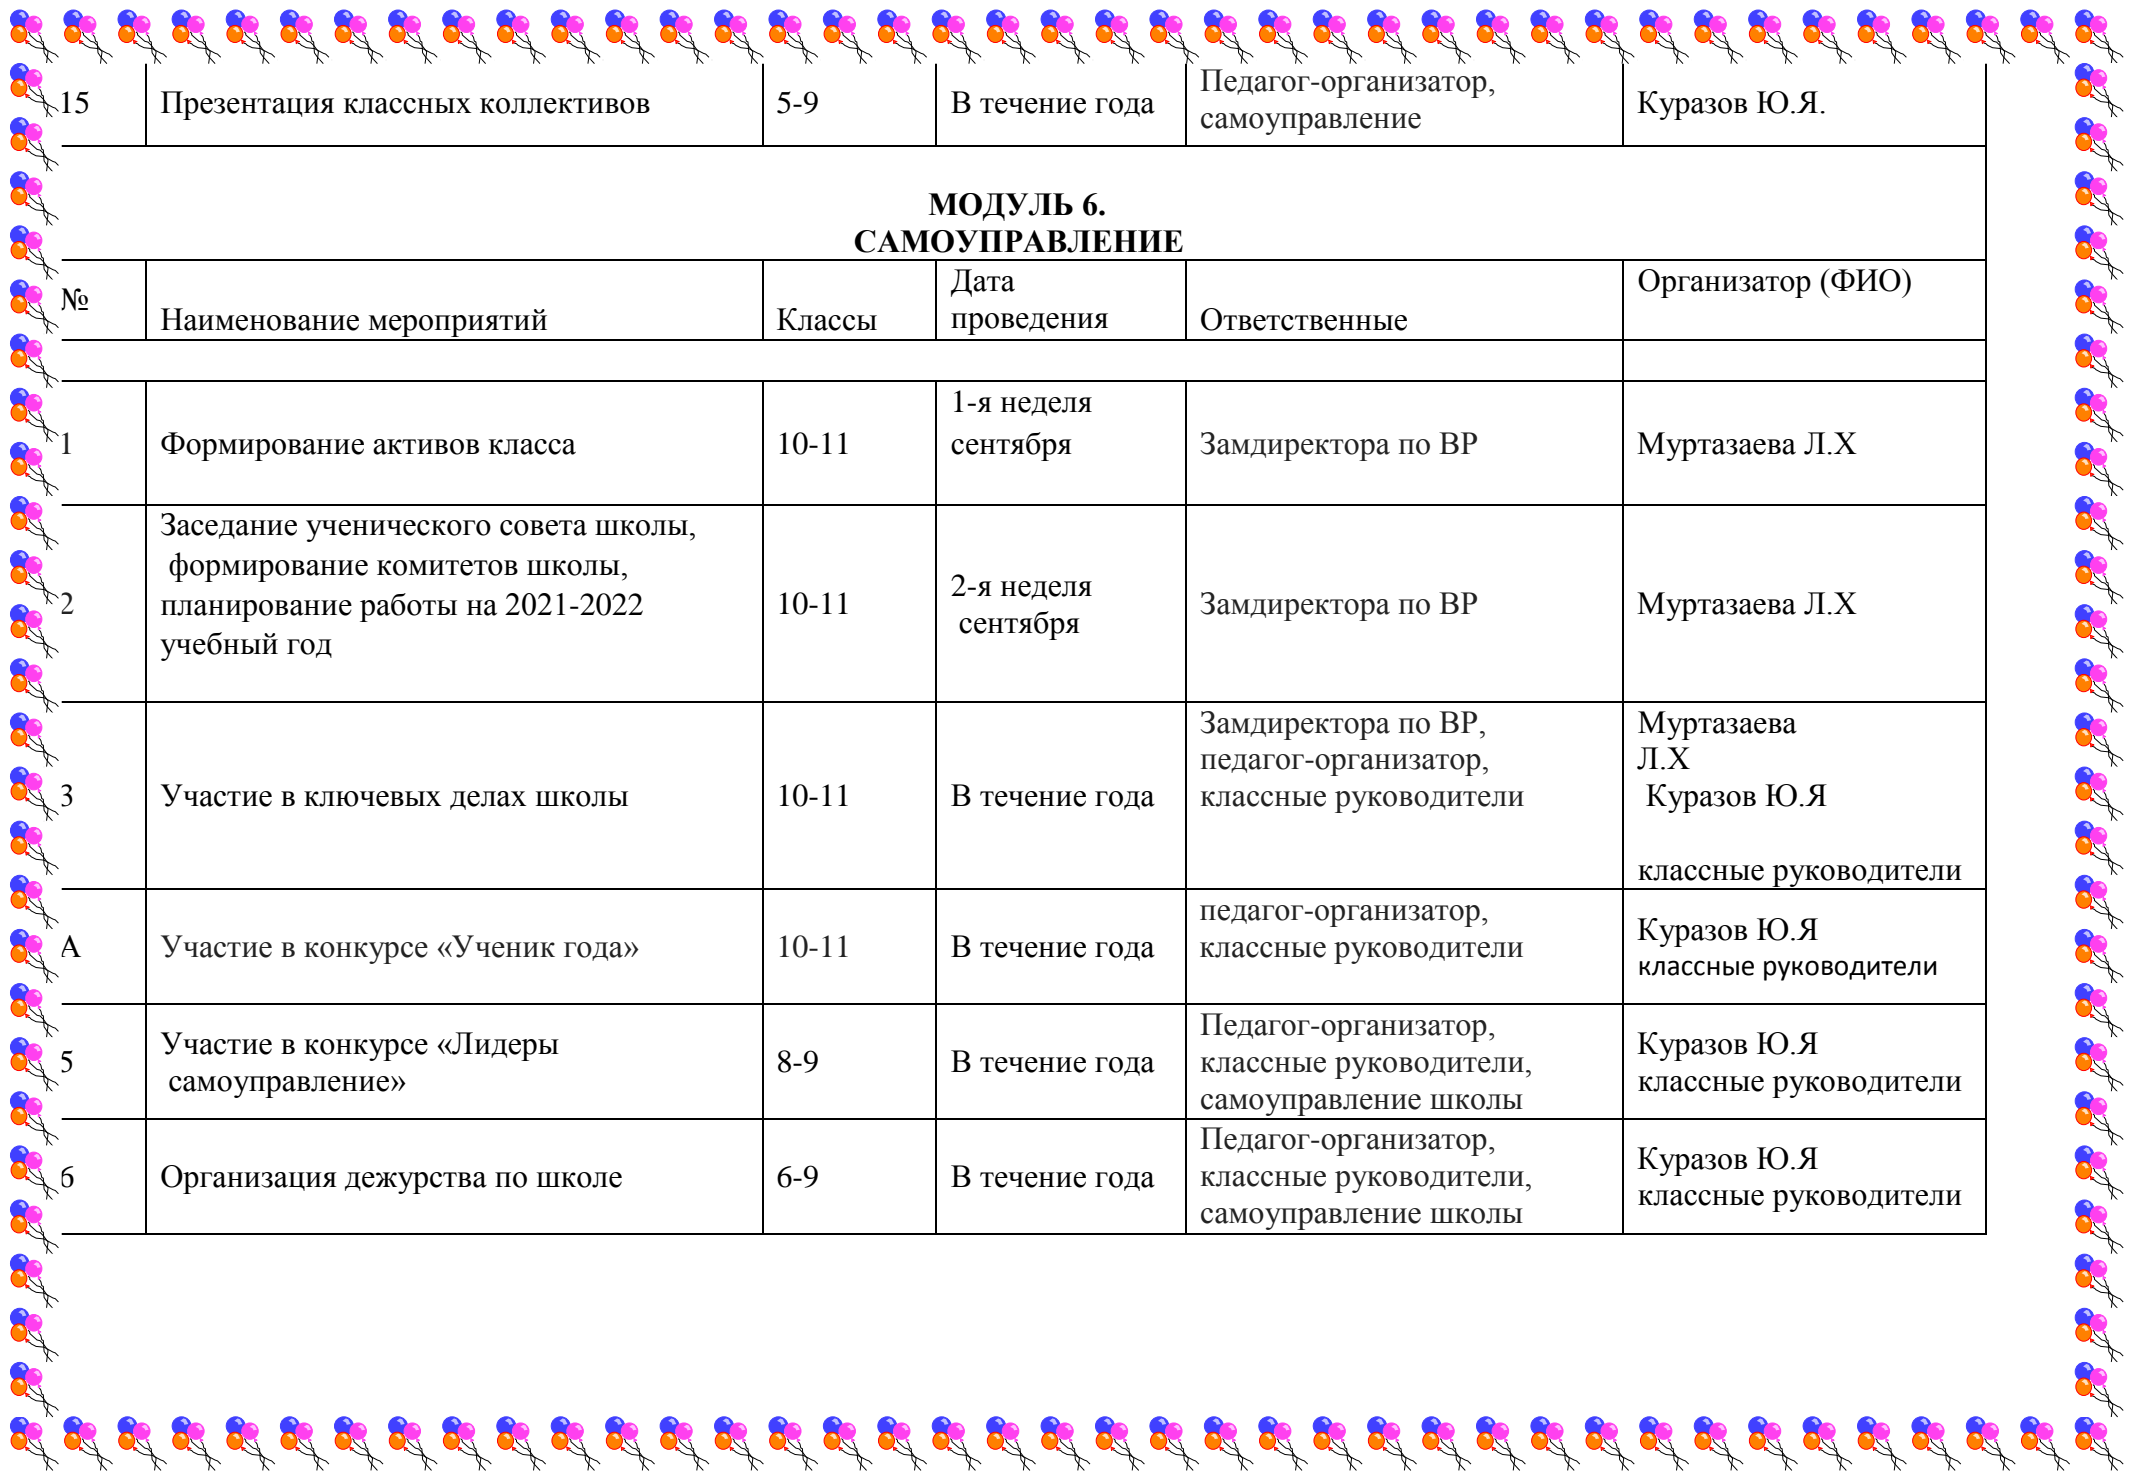 15
Презентация классных коллективов
5-9
В течение года
Педагог-организатор,
самоуправление
Куразов Ю.Я.
МОДУЛЬ 6.
САМОУПРАВЛЕНИЕ
№
Наименование мероприятий
Классы
Дата
проведения
Ответственные
Организатор (ФИО)
1
Формирование активов класса
10-11
1-я неделя
сентября
Замдиректора по ВР
Муртазаева Л.Х
2
Заседание ученического совета школы,
формирование комитетов школы,
планирование работы на 2021-2022
учебный год
10-11
2-я неделя
сентября
Замдиректора по ВР
Муртазаева Л.Х
3
Участие в ключевых делах школы
10-11
В течение года
Замдиректора по ВР,
педагог-организатор,
классные руководители
Муртазаева
Л.Х
Куразов Ю.Я
классные руководители
А
Участие в конкурсе «Ученик года»
10-11
В течение года
педагог-организатор,
классные руководители
Куразов Ю.Я
классные руководители
5
Участие в конкурсе «Лидеры
самоуправление»
8-9
В течение года
Педагог-организатор,
классные руководители,
самоуправление школы
Куразов Ю.Я
классные руководители
6
Организация дежурства по школе
6-9
В течение года
Педагог-организатор,
классные руководители,
самоуправление школы
Куразов Ю.Я
классные руководители